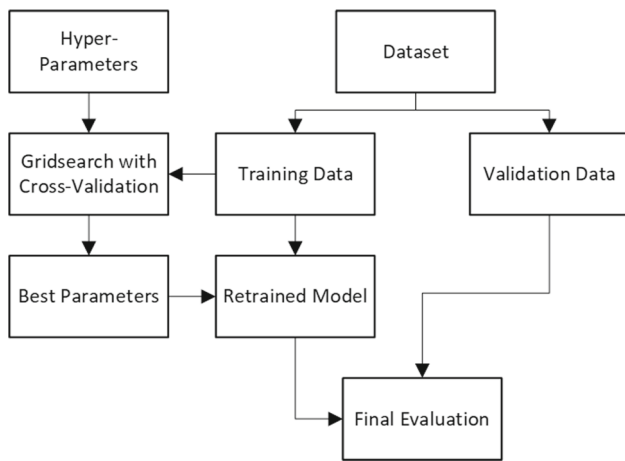 Hyper-
Parameters
Dataset
Gridsearch with
Cross-Validation
Training Data
Validation Data
Best Parameters
Retrained Model
Final Evaluation